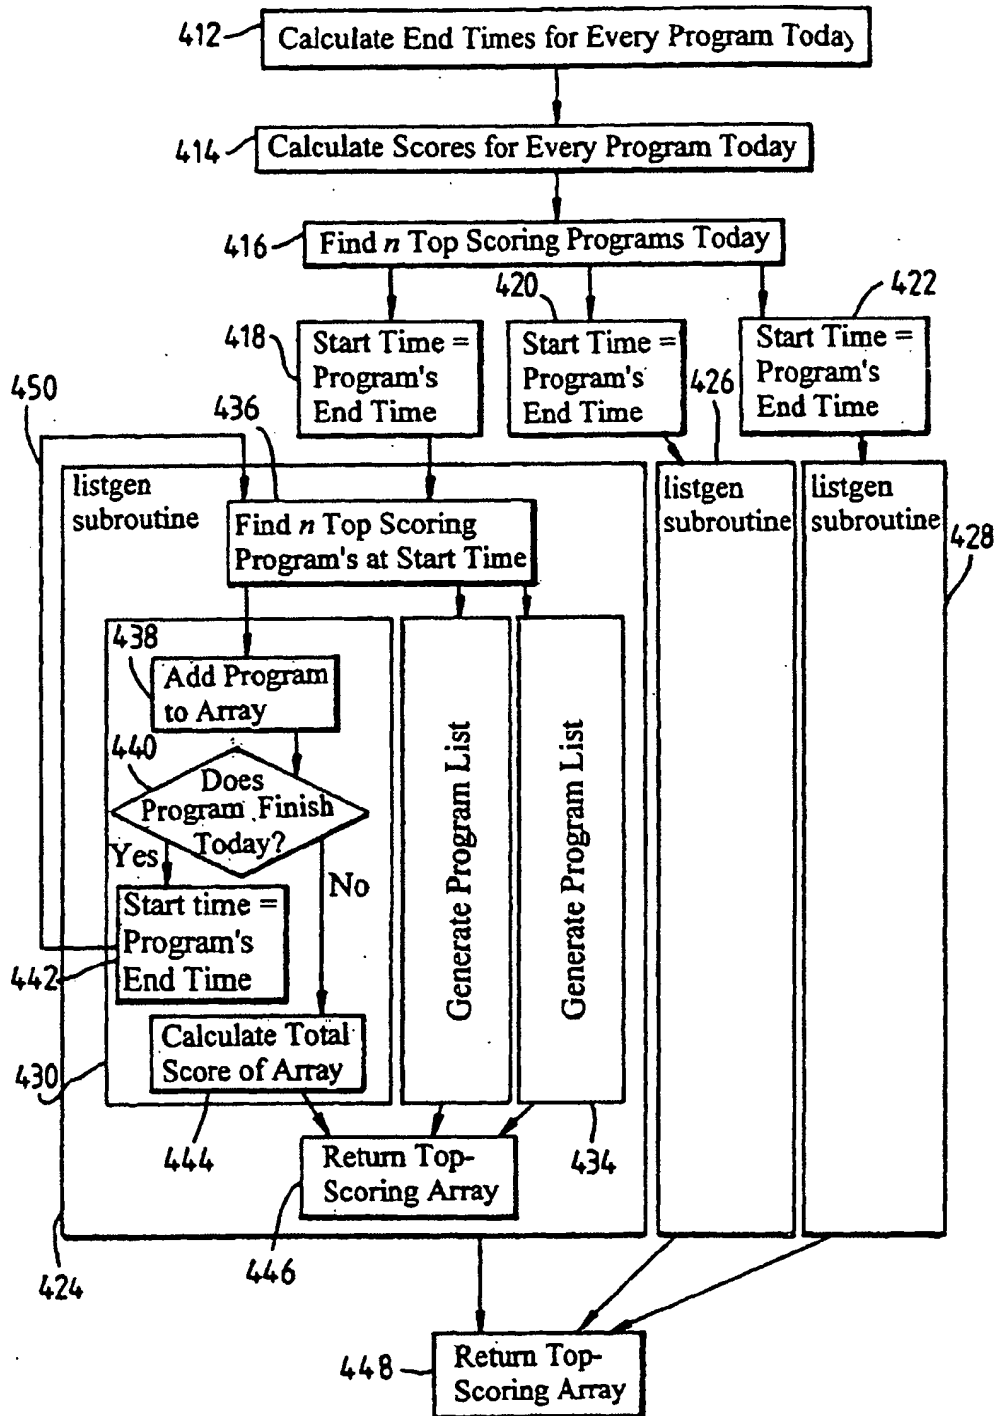 412
Calculate End Times for Every Program Today
414
Calculate Scores for Every Program Today
416
Find n Top Scoring Programs Today
418
Start Time =
Program's
End Time
420
Start Time =
Program's
End Time
422
Start Time =
Program's
End Time
450
436
426
428
listgen
subroutine
Find n Top Scoring
Program's at Start Time
listgen
subroutine
listgen
subroutine
438
Add Program
to Array
440
Does
Program Finish
Today?
Yes
No
Start time =
Program's
End Time
442
Calculate Total
Score of Array
430
444
Generate Program List
Generate Program List
434
Return Top-
Scoring Array
446
424
448
Return Top-
Scoring Array